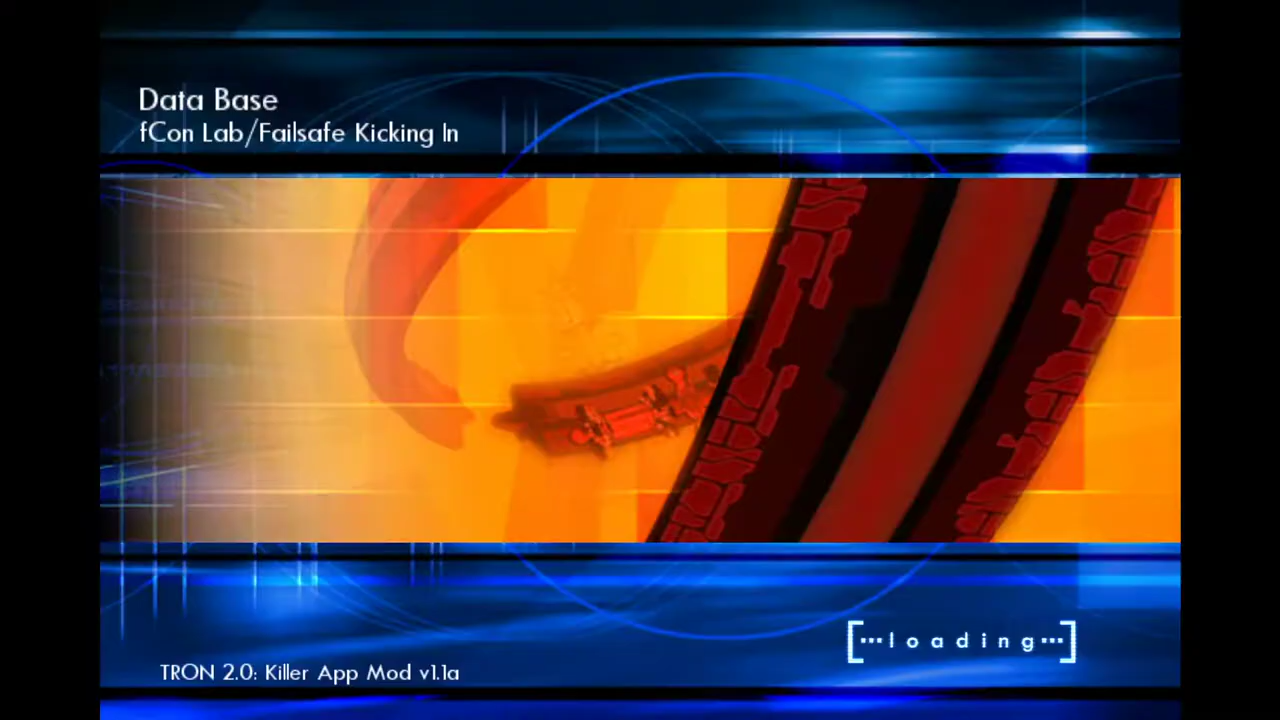 Data Base
fCon Lab/Failsafe Kicking In
[···loading···]
TRON 2.0: Killer App Mod v1.1a